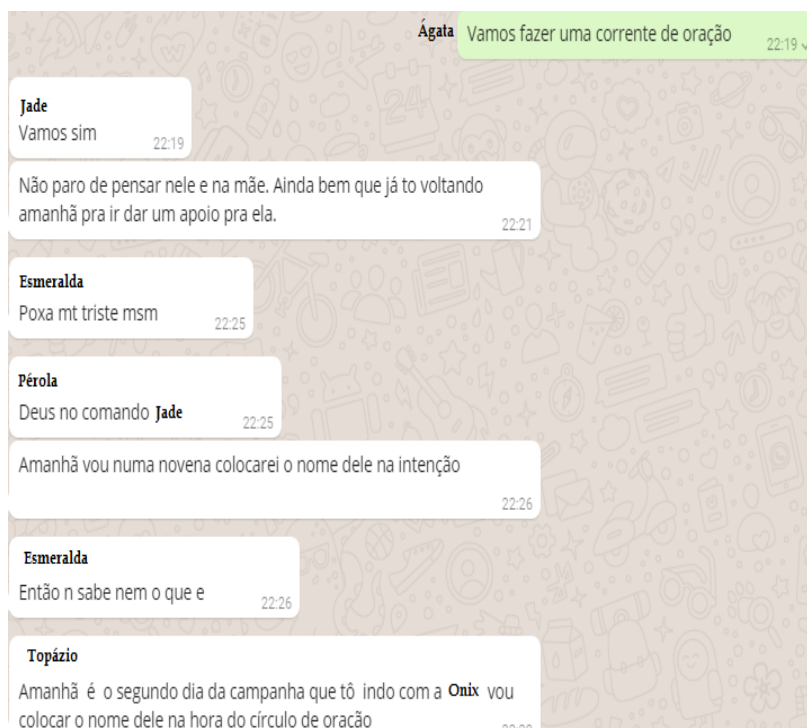 Ágata Vamos fazer uma corrente de oração 22:19
Jade
Vamos sim 22:19
Não paro de pensar nele e na mãe. Ainda bem que já to voltando
amanhã pra ir dar um apoio pra ela. 22:21
Esmeralda
Poxa mt triste msm 22:25
Pérola
Deus no comando Jade 22:25
Amanhã vou numa novena colocarei o nome dele na intenção
22:26
Esmeralda
Então n sabe nem o que e 22:26
Topázio
Amanhã é o segundo dia da campanha que tô indo com a Onix vou
colocar o nome dele na hora do círculo de oração